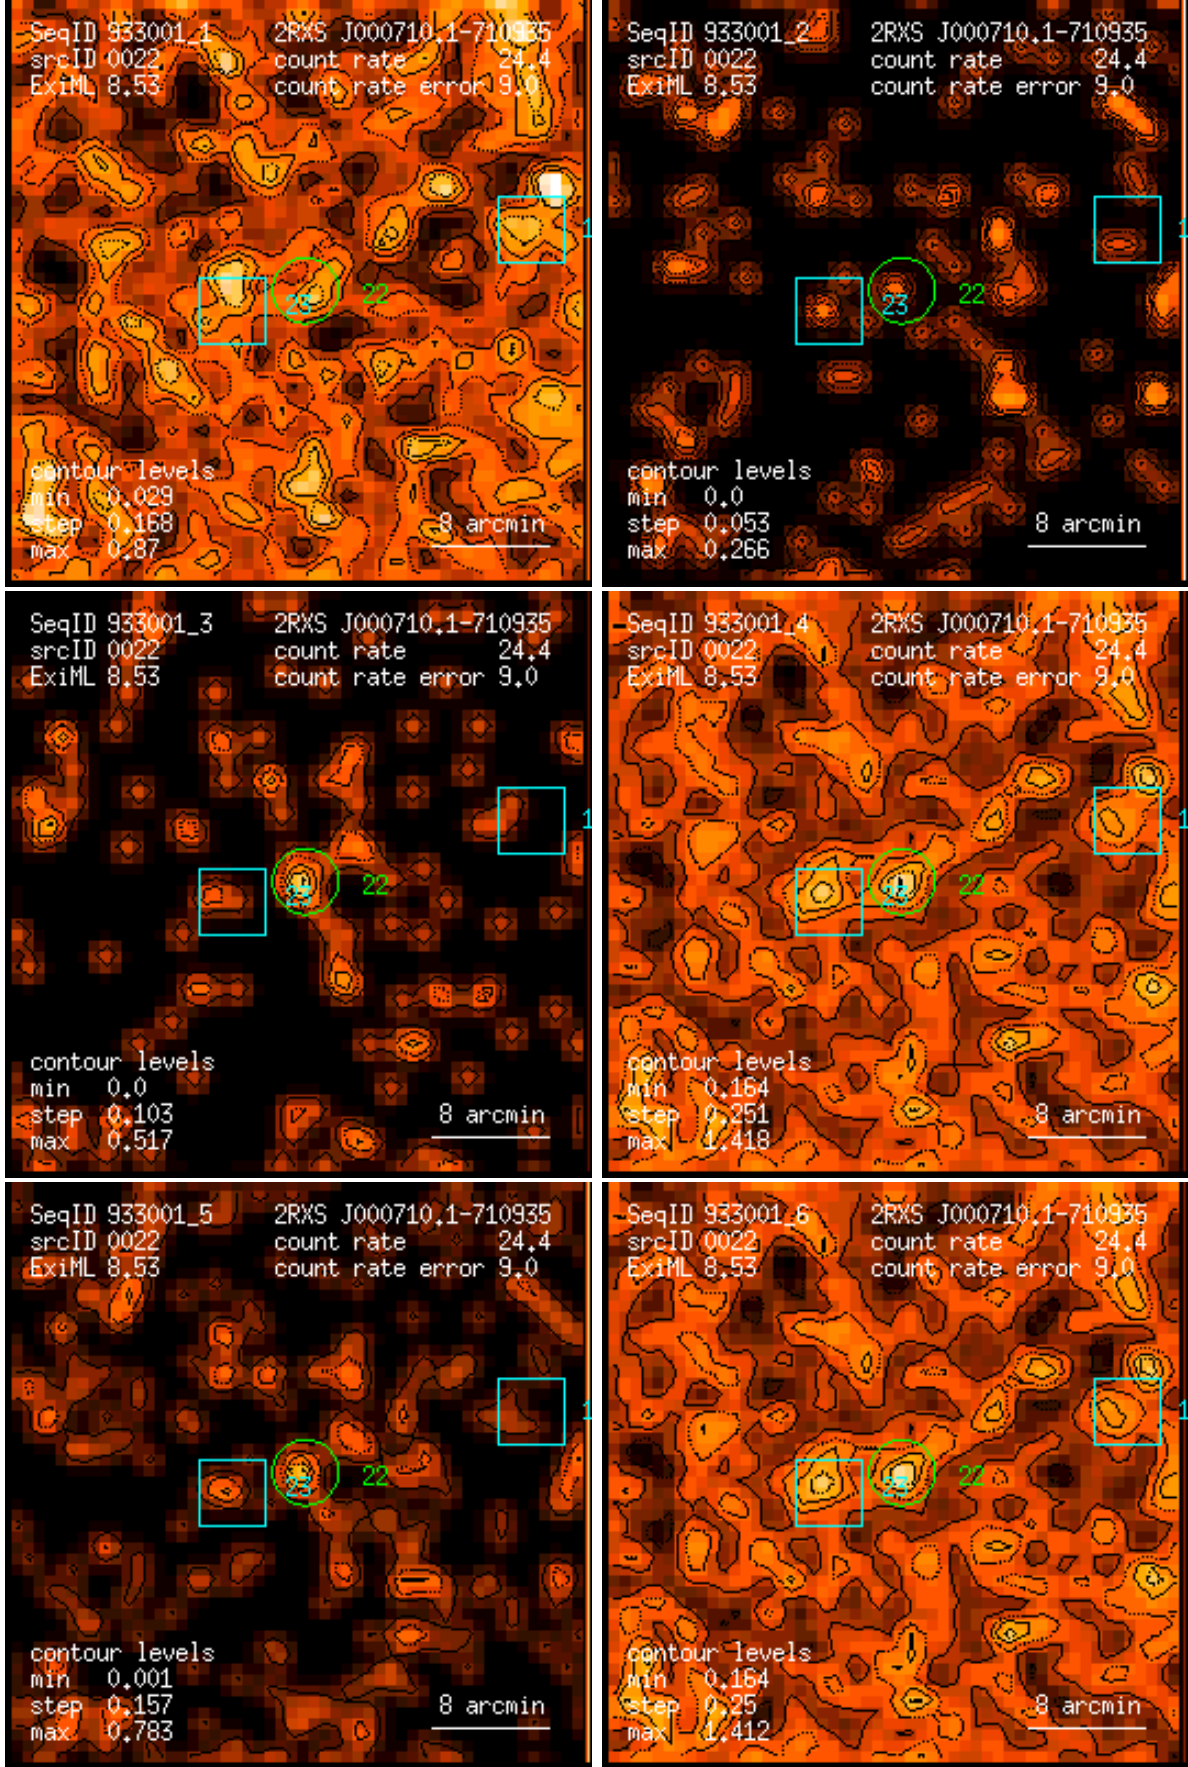 SeqID 933001_1 2RXS J000710.1-710935
srcID 0022 count rate 24.4
ExiML 8.53 count rate error 9.0
1
23 22
contour levels
min 0.029
step 0.168
max 0.87
8 arcmin
SeqID 933001_2 2RXS J000710.1-710935
srcID 0022 count rate 24.4
ExiML 8.53 count rate error 9.0
1
23 22
contour levels
min 0.0
step 0.053
max 0.266
8 arcmin
SeqID 933001_3 2RXS J000710.1-710935
srcID 0022 count rate 24.4
ExiML 8.53 count rate error 9.0
1
23 22
contour levels
min 0.0
step 0.103
max 0.517
8 arcmin
SeqID 933001_4 2RXS J000710.1-710935
srcID 0022 count rate 24.4
ExiML 8.53 count rate error 9.0
1
23 22
contour levels
min 0.164
step 0.251
max 1.418
8 arcmin
SeqID 933001_5 2RXS J000710.1-710935
srcID 0022 count rate 24.4
ExiML 8.53 count rate error 9.0
1
23 22
contour levels
min 0.001
step 0.157
max 0.783
8 arcmin
SeqID 933001_6 2RXS J000710.1-710935
srcID 0022 count rate 24.4
ExiML 8.53 count rate error 9.0
1
23 22
contour levels
min 0.164
step 0.25
max 1.412
8 arcmin